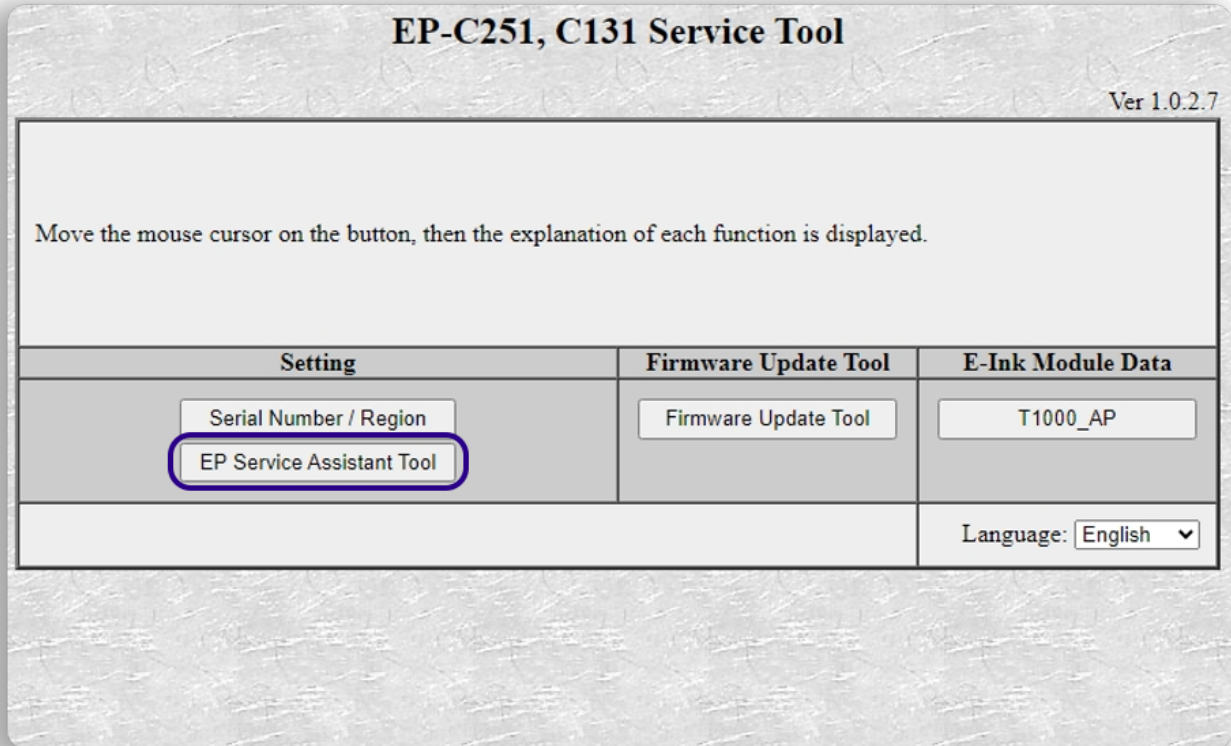 EP-C251, C131 Service Tool
Ver 1.0.2.7
Move the mouse cursor on the button, then the explanation of each function is displayed.
Setting
Firmware Update Tool
E-Ink Module Data
Serial Number / Region
Firmware Update Tool
T1000_AP
EP Service Assistant Tool
Language: English